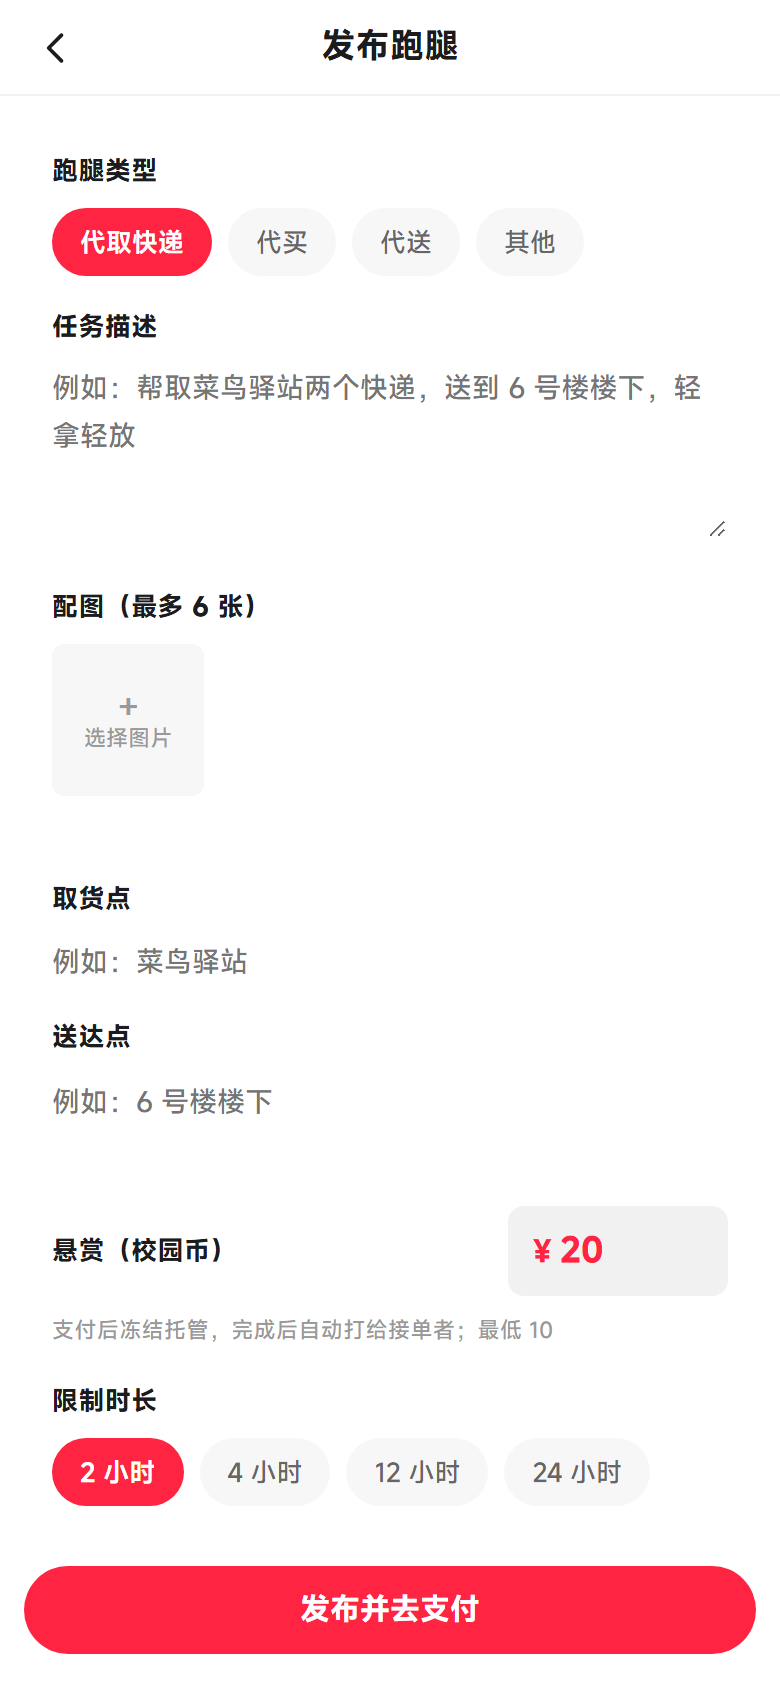 发布跑腿
跑腿类型
代取快递 代买 代送 其他
任务描述
例如：帮取菜鸟驿站两个快递，送到 6 号楼楼下，轻
拿轻放
配图（最多 6 张）
+
选择图片
取货点
例如：菜鸟驿站
送达点
例如：6 号楼楼下
悬赏（校园币） ¥ 20
支付后冻结托管，完成后自动打给接单者；最低 10
限制时长
2 小时 4 小时 12 小时 24 小时
发布并去支付